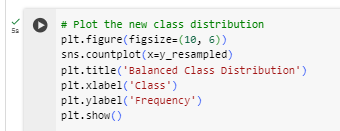 5s
# Plot the new class distribution
plt.figure(figsize=(10, 6))
sns.countplot(x=y_resampled)
plt.title('Balanced Class Distribution')
plt.xlabel('Class')
plt.ylabel('Frequency')
plt.show()